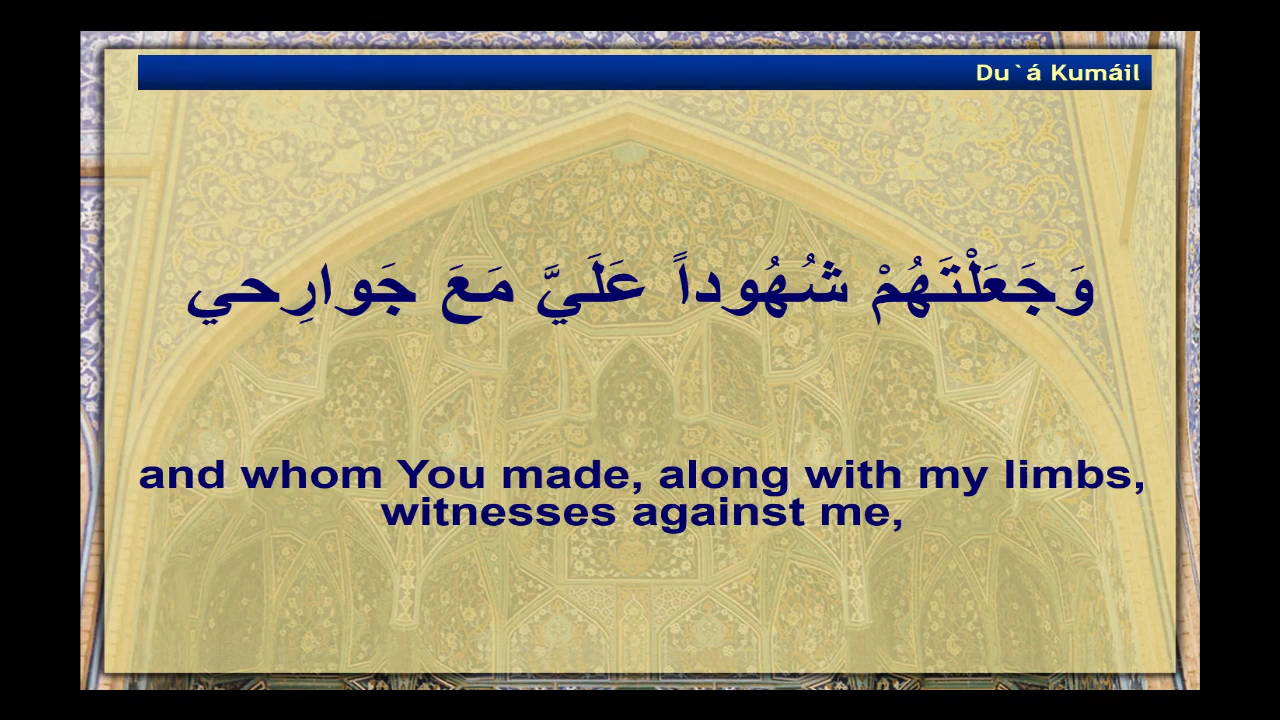 Du`á Kumáil
وَجَعَلْتَهُمْ شُهُوداً عَلَيَّ مَعَ جَوارِحي
and whom You made, along with my limbs,
witnesses against me,